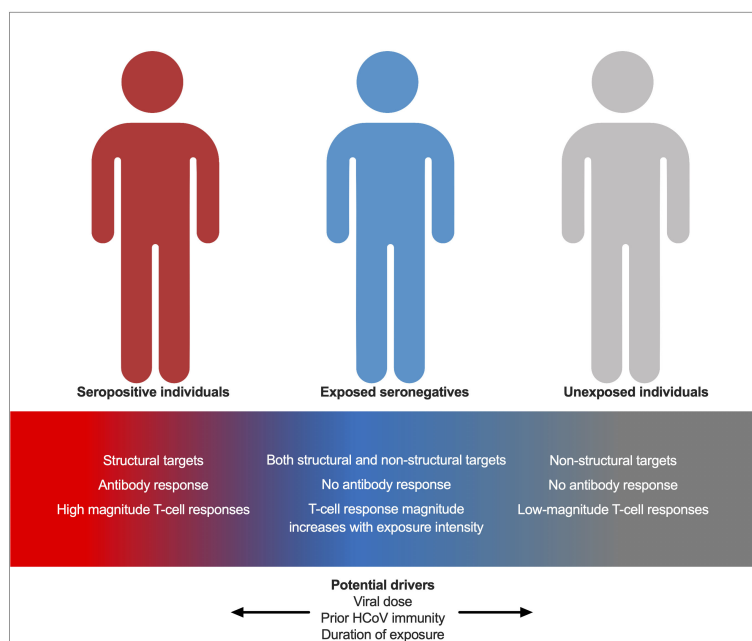 Seropositive individuals
Exposed seronegatives
Unexposed individuals
Structural targets
Antibody response
High magnitude T-cell responses
Both structural and non-structural targets
No antibody response
T-cell response magnitude
increases with exposure intensity
Non-structural targets
No antibody response
Low-magnitude T-cell responses
Potential drivers
Viral dose
Prior HCoV immunity
Duration of exposure